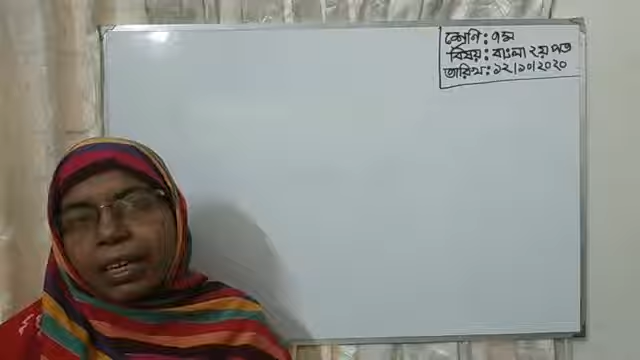 শ্রেণি : ৭ম
বিষয় : বাংলা ২য় পত্র
তারিখ : ১২/১০/২০২০